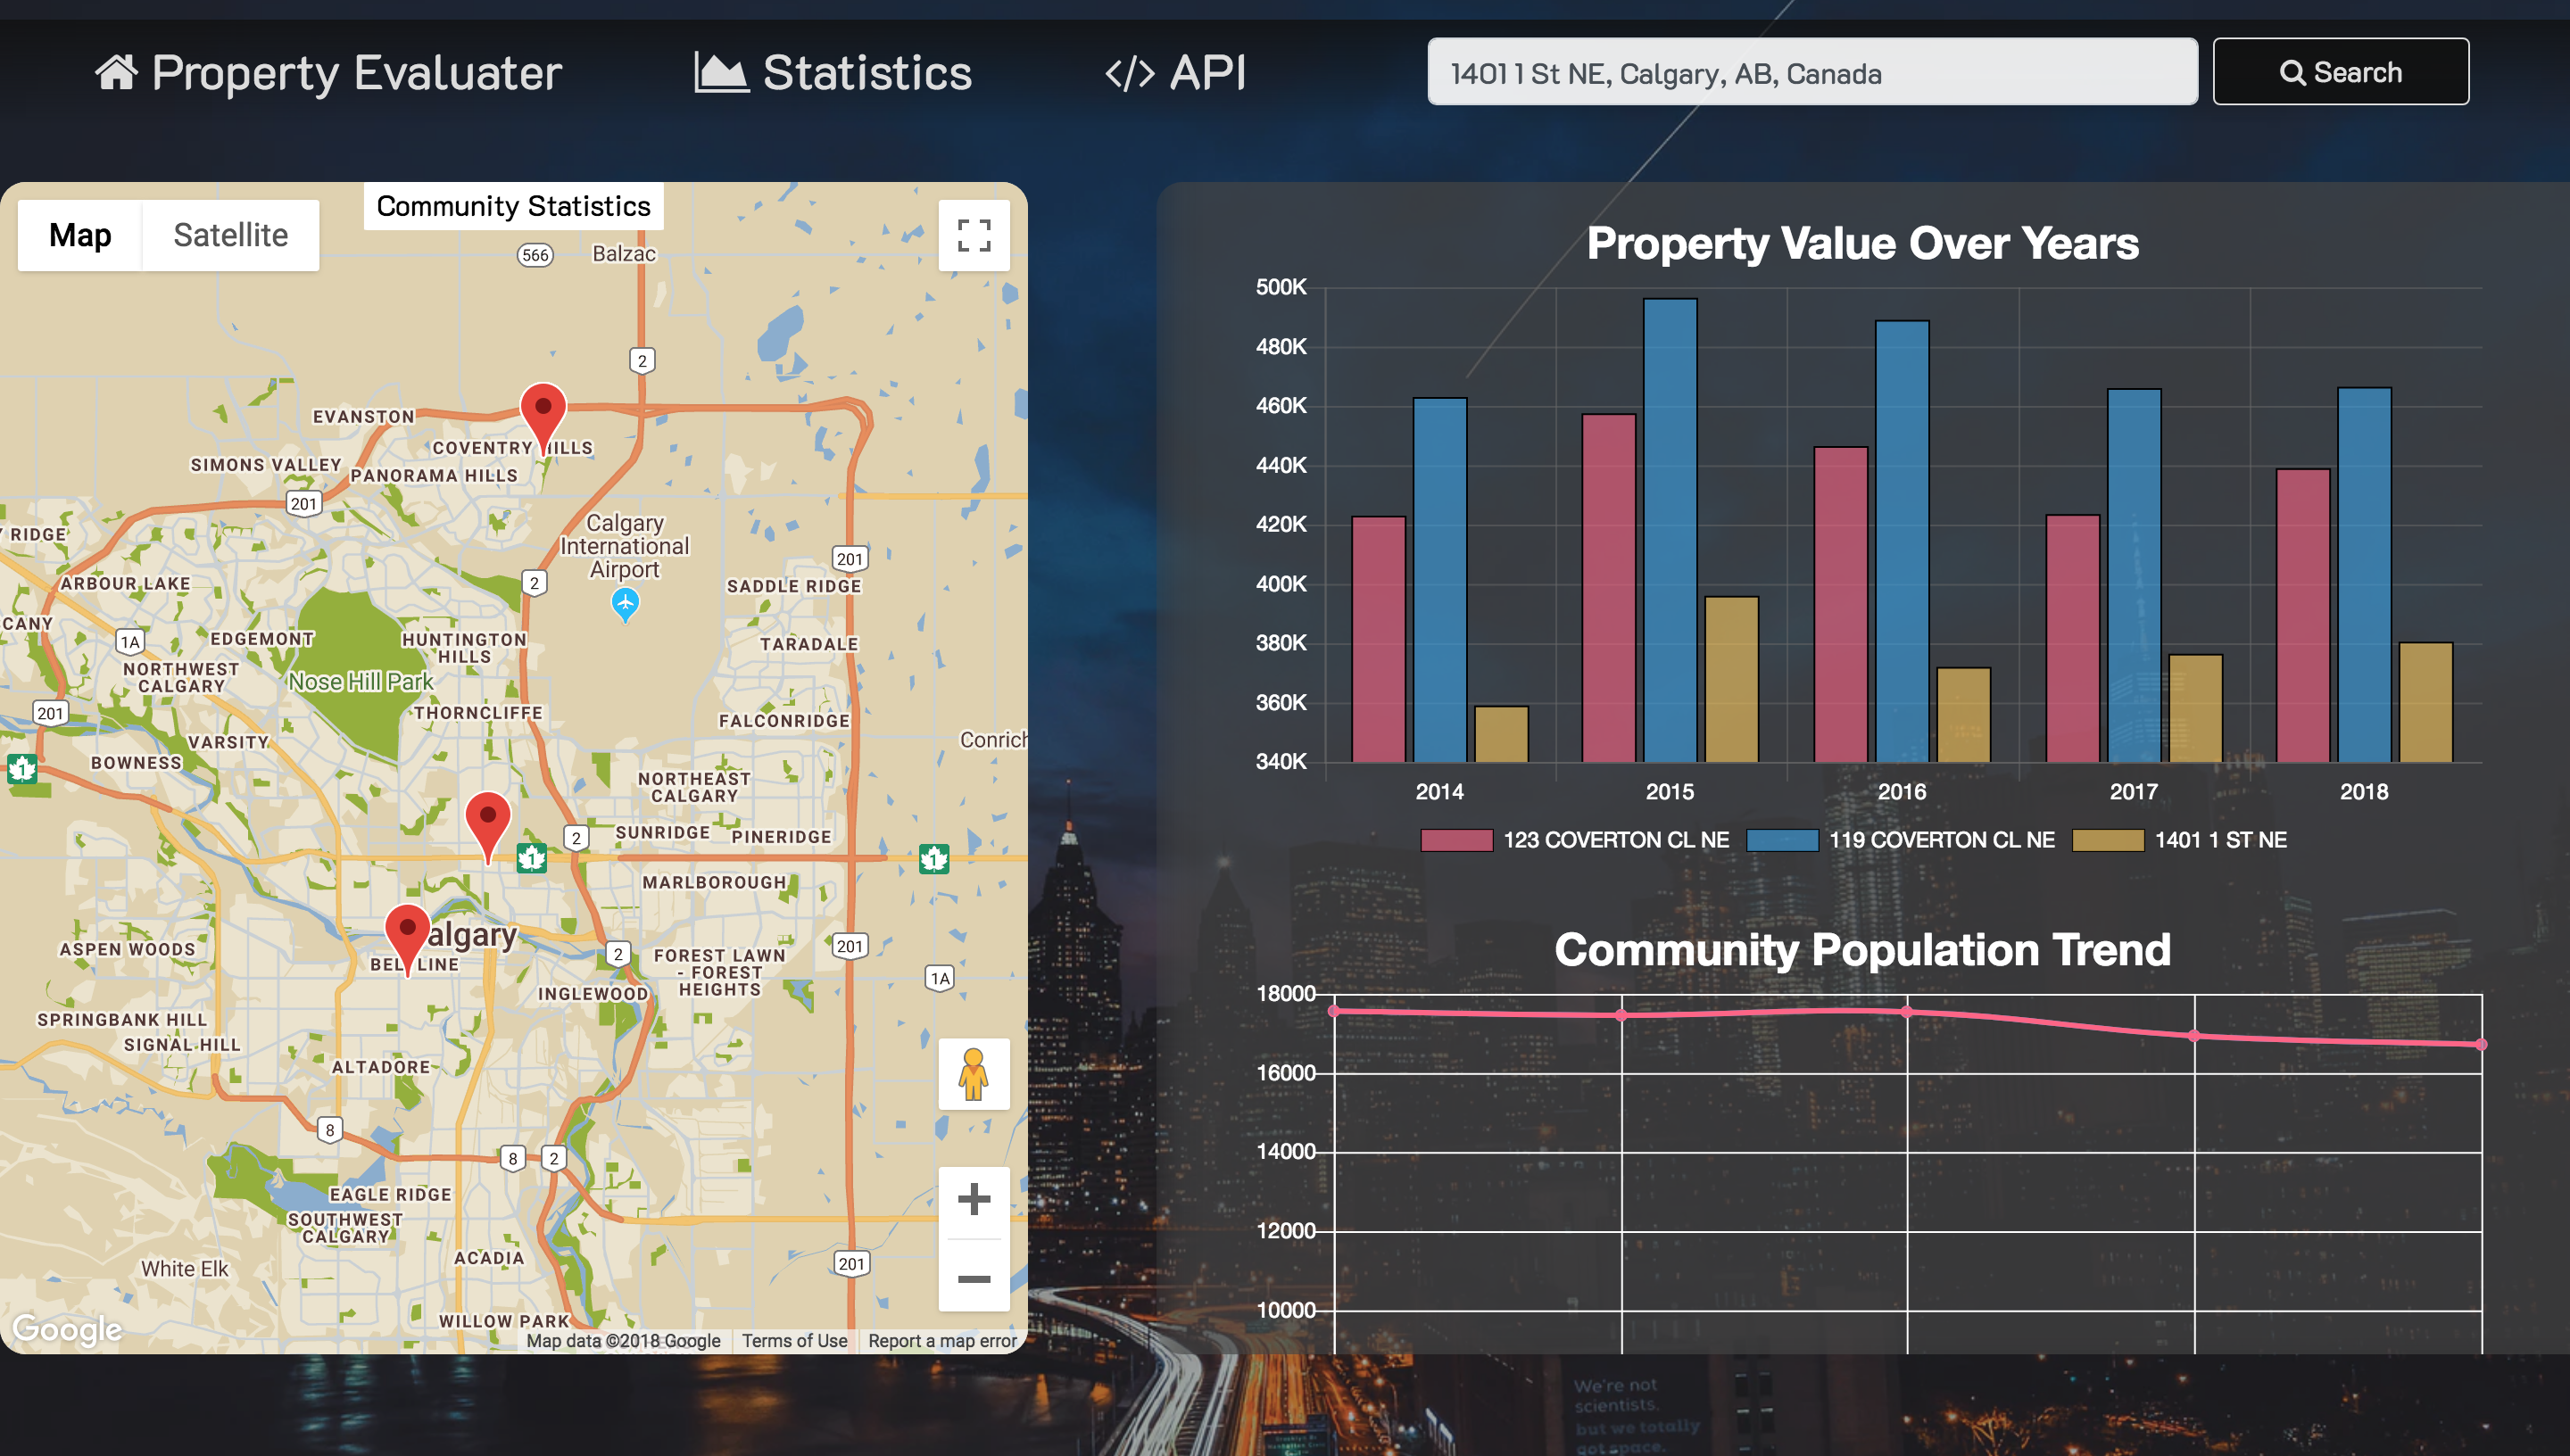 Property Evaluater
Statistics
</> API
1401 1 St NE, Calgary, AB, Canada
Search
Map
Satellite
Community Statistics
566
Balzac
2
EVANSTON
COVENTRY HILLS
SIMONS VALLEY
PANORAMA HILLS
201
Calgary
International
Airport
RIDGE
201
2
ARBOUR LAKE
SADDLE RIDGE
CANY
1A
EDGEMONT
HUNTINGTON
HILLS
TARADALE
NORTHWEST
CALGARY
Nose Hill Park
201
THORNCLIFFE
FALCONRIDGE
VARSITY
Conrich
BOWNESS
1
NORTHEAST
CALGARY
2
SUNRIDGE
PINERIDGE
1
1
MARLBOROUGH
algary
ASPEN WOODS
BELTLINE
2
201
FOREST LAWN
- FOREST
HEIGHTS
1A
INGLEWOOD
SPRINGBANK HILL
SIGNAL HILL
ALTADORE
8
8
2
EAGLE RIDGE
SOUTHWEST
CALGARY
ACADIA
White Elk
201
WILLOW PARK
Google
Map data ©2018 Google
Terms of Use
Report a map error
Property Value Over Years
500K
480K
460K
440K
420K
400K
380K
360K
340K
2014
2015
2016
2017
2018
123 COVERTON CL NE
119 COVERTON CL NE
1401 1 ST NE
Community Population Trend
18000
16000
14000
12000
10000
We're not
scientists.
but we totally
got space.